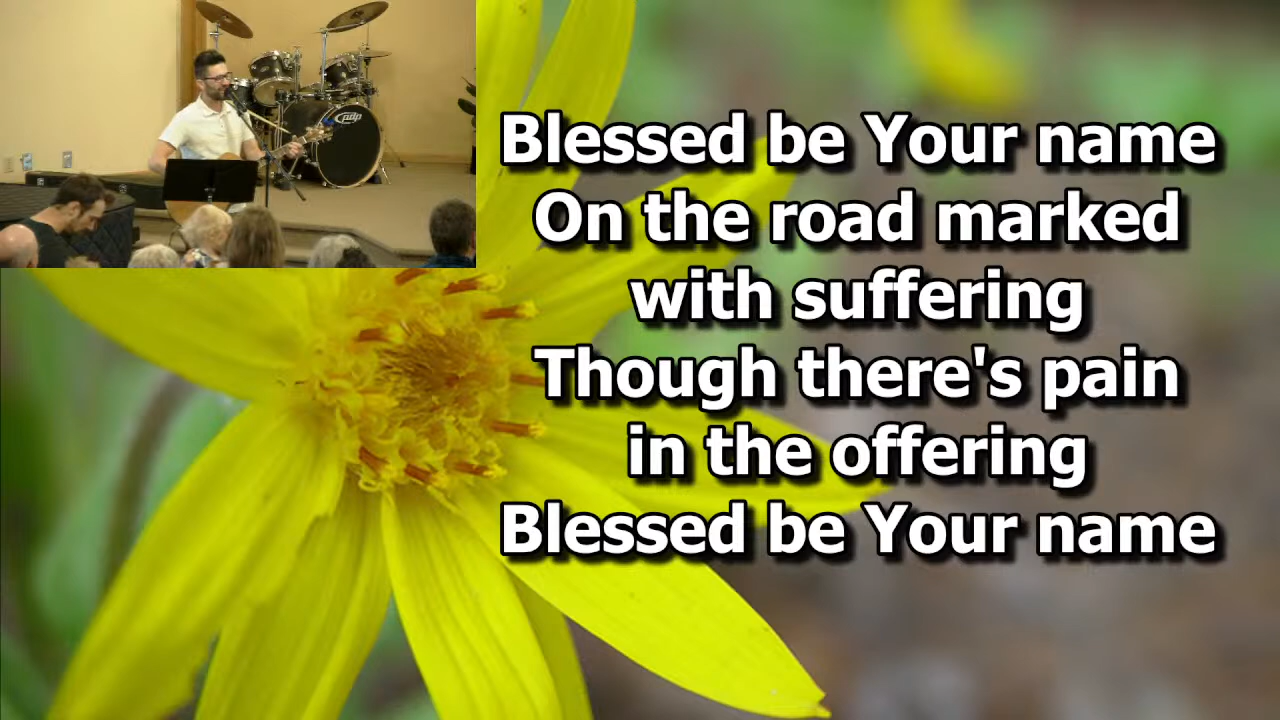 pdp
Blessed be Your name
On the road marked
with suffering
Though there's pain
in the offering
Blessed be Your name